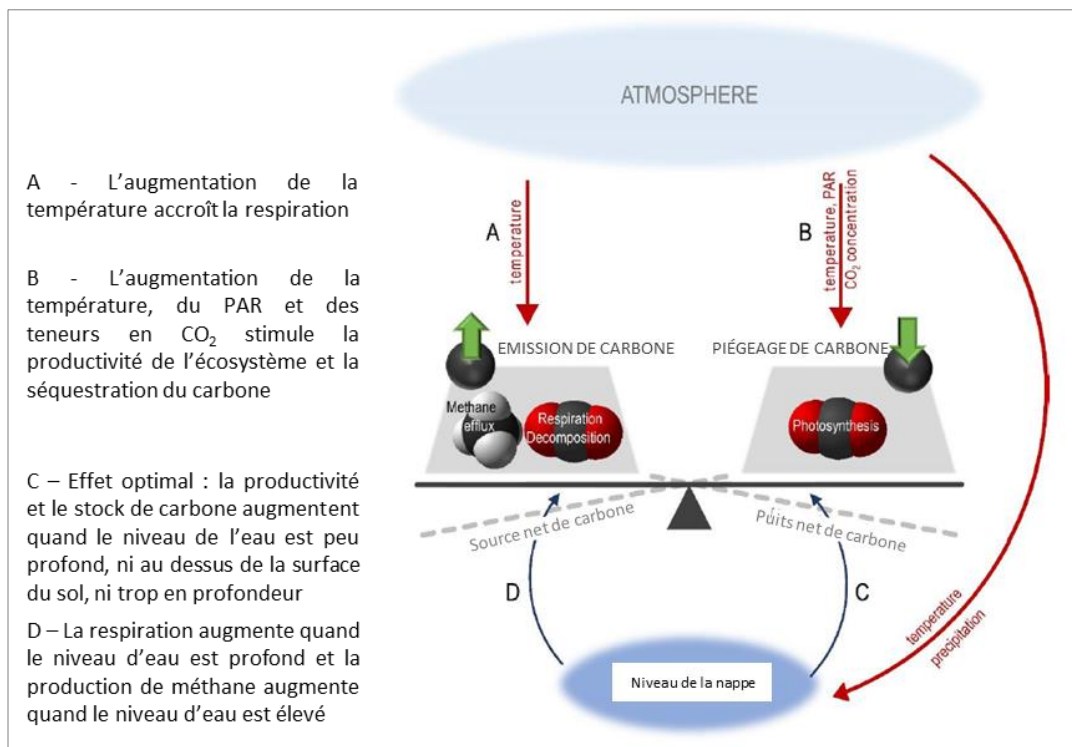 ATMOSPHERE
A - L’augmentation de la
température accroît la respiration
B - L’augmentation de la
température, du PAR et des
teneurs en CO₂ stimule la
productivité de l’écosystème et la
séquestration du carbone
C – Effet optimal : la productivité
et le stock de carbone augmentent
quand le niveau de l’eau est peu
profond, ni au dessus de la surface
du sol, ni trop en profondeur
D – La respiration augmente quand
le niveau d’eau est profond et la
production de méthane augmente
quand le niveau d’eau est élevé
A
temperature
B
temperature, PAR
CO₂ concentration
EMISSION DE CARBONE
PIÉGEAGE DE CARBONE
Methane
efflux
Respiration
Decomposition
Photosynthesis
Source net de carbone
Púits net de carbone
D
C
temperature
precipitation
Niveau de la nappe